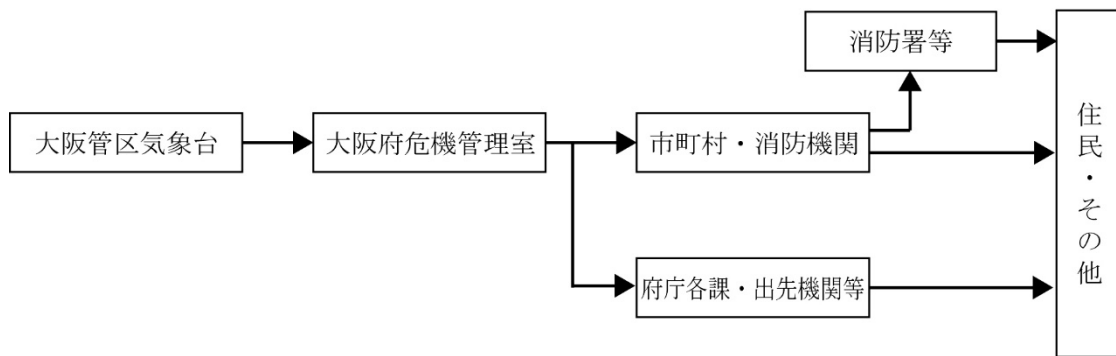 消防署等
大阪管区気象台
大阪府危機管理室
市町村・消防機関
府庁各課・出先機関等
住民・その他